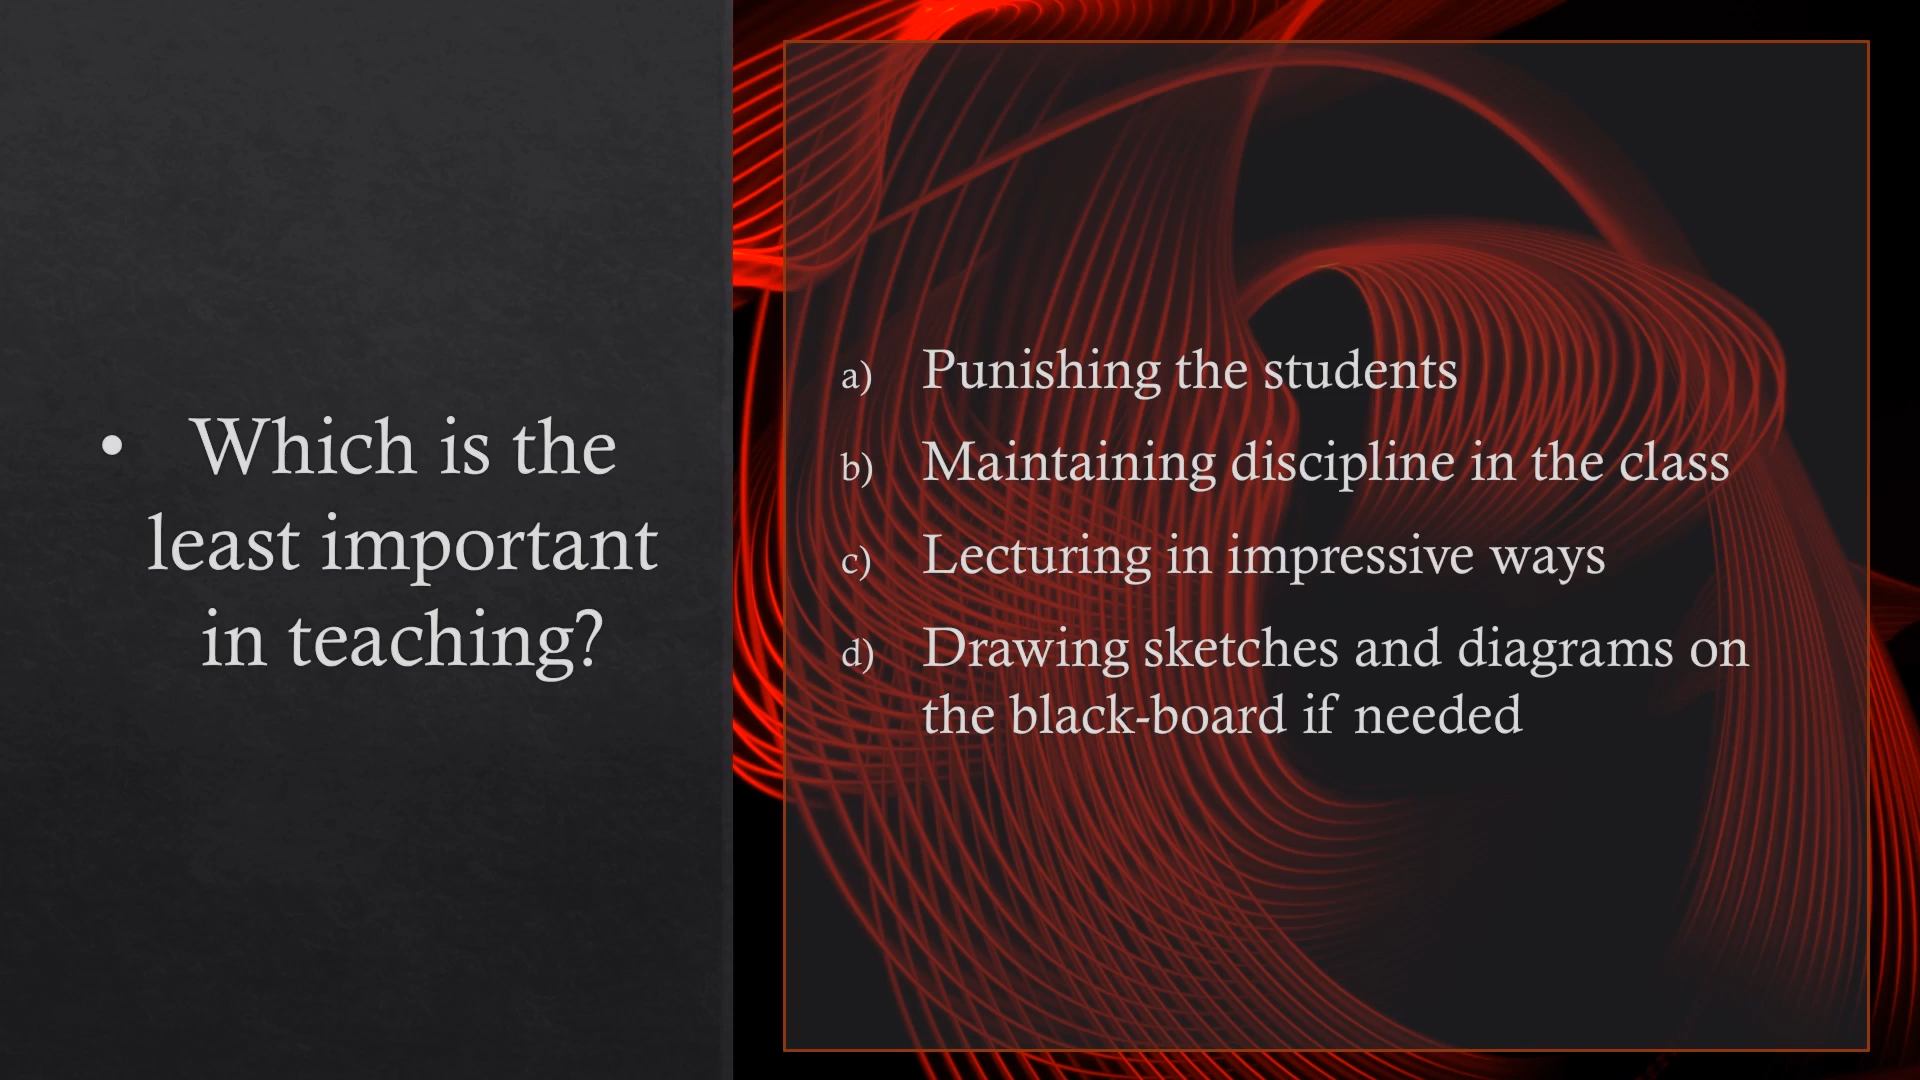 • Which is the
least important
in teaching?
a) Punishing the students
b) Maintaining discipline in the class
c) Lecturing in impressive ways
d) Drawing sketches and diagrams on
the black-board if needed